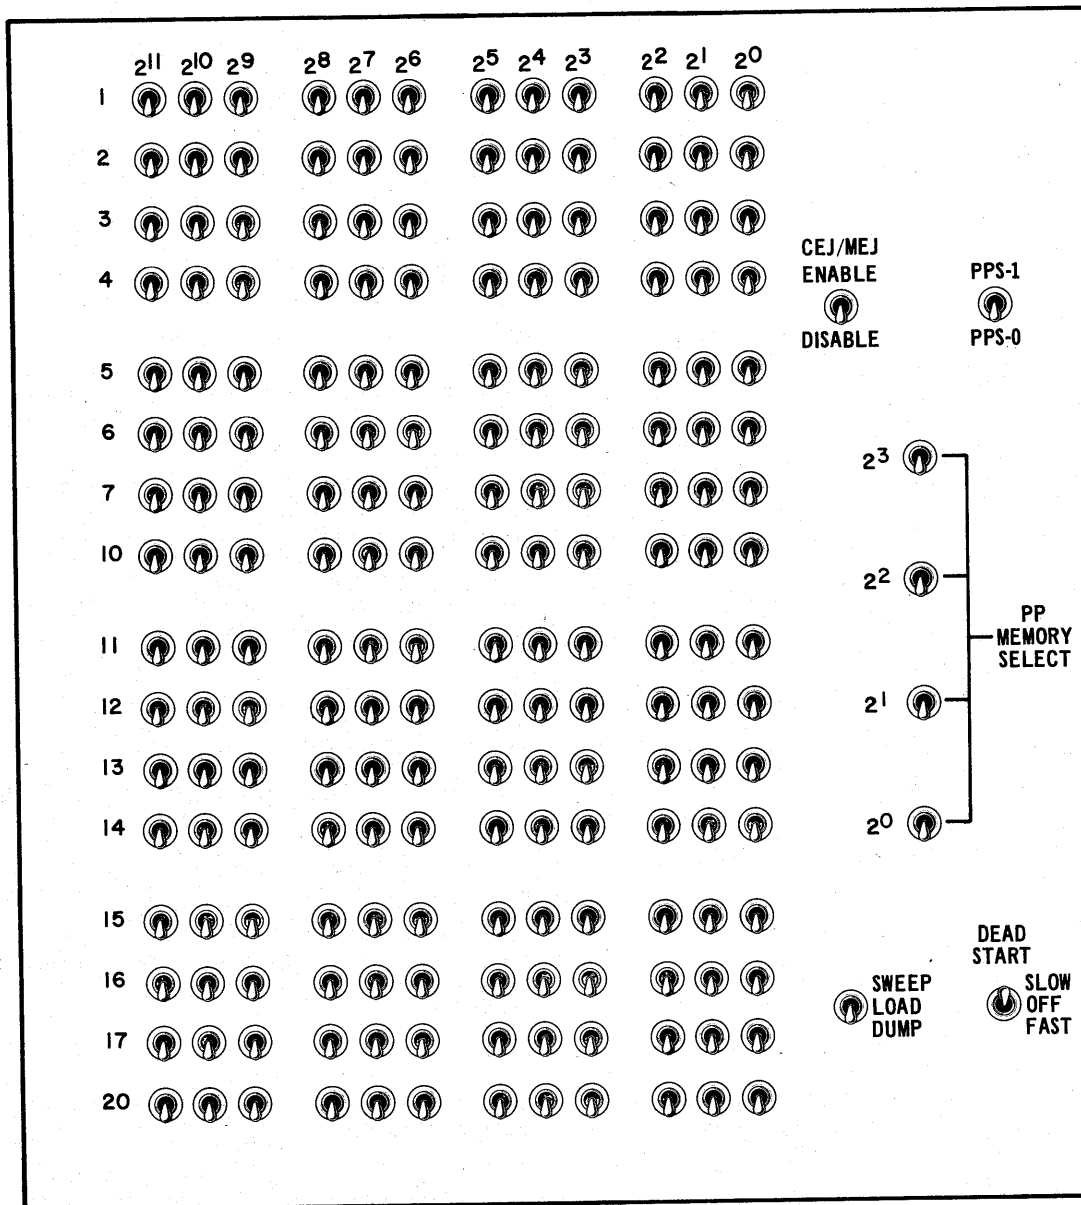 2¹¹ 2¹⁰ 2⁹ 2⁸ 2⁷ 2⁶ 2⁵ 2⁴ 2³ 2² 2¹ 2⁰
1
2
3
4
5
6
7
10
11
12
13
14
15
16
17
20
CEJ/MEJ
ENABLE
DISABLE
PPS-1
PPS-0
2³
2²
2¹
2⁰
PP
MEMORY
SELECT
SWEEP
LOAD
DUMP
DEAD
START
SLOW
OFF
FAST